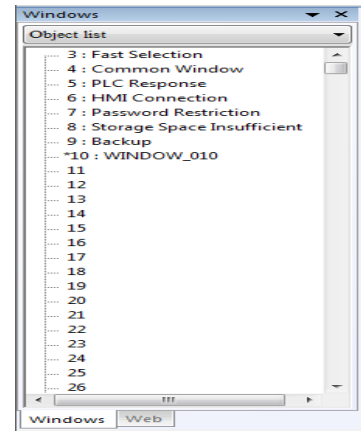 Windows
Object list
3 : Fast Selection
4 : Common Window
5 : PLC Response
6 : HMI Connection
7 : Password Restriction
8 : Storage Space Insufficient
9 : Backup
*10 : WINDOW_010
11
12
13
14
15
16
17
18
19
20
21
22
23
24
25
26
Windows Web